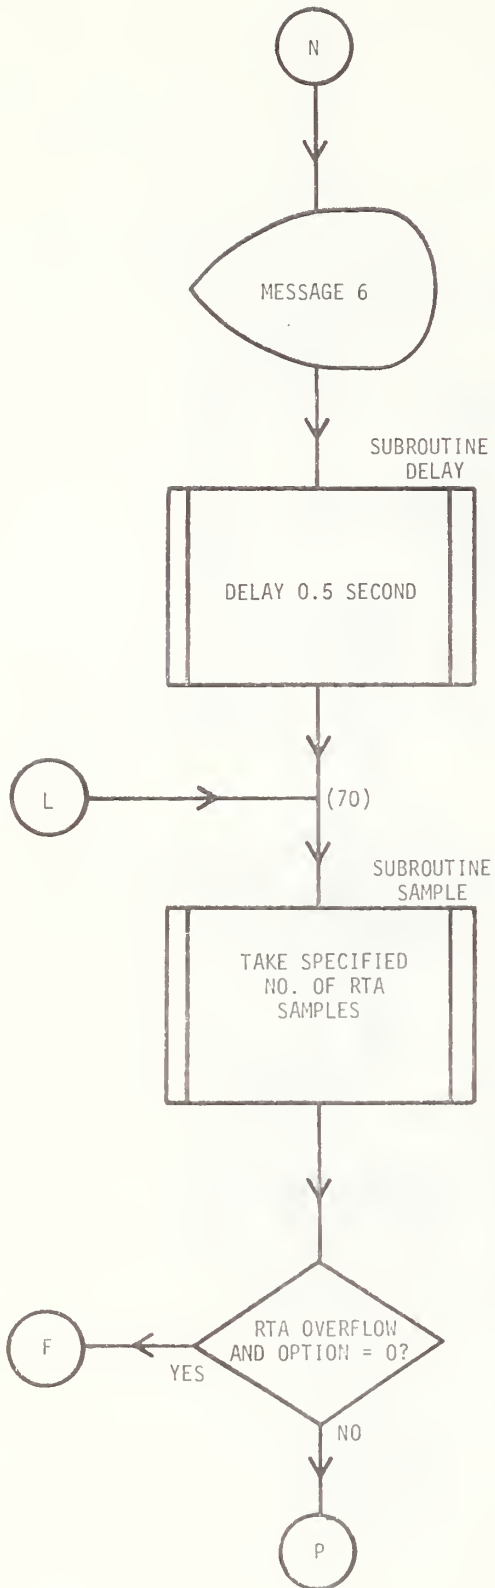 N
MESSAGE 6
SUBROUTINE
DELAY
DELAY 0.5 SECOND
L
(70)
SUBROUTINE
SAMPLE
TAKE SPECIFIED
NO. OF RTA
SAMPLES
RTA OVERFLOW
AND OPTION = 0?
F
YES
NO
P